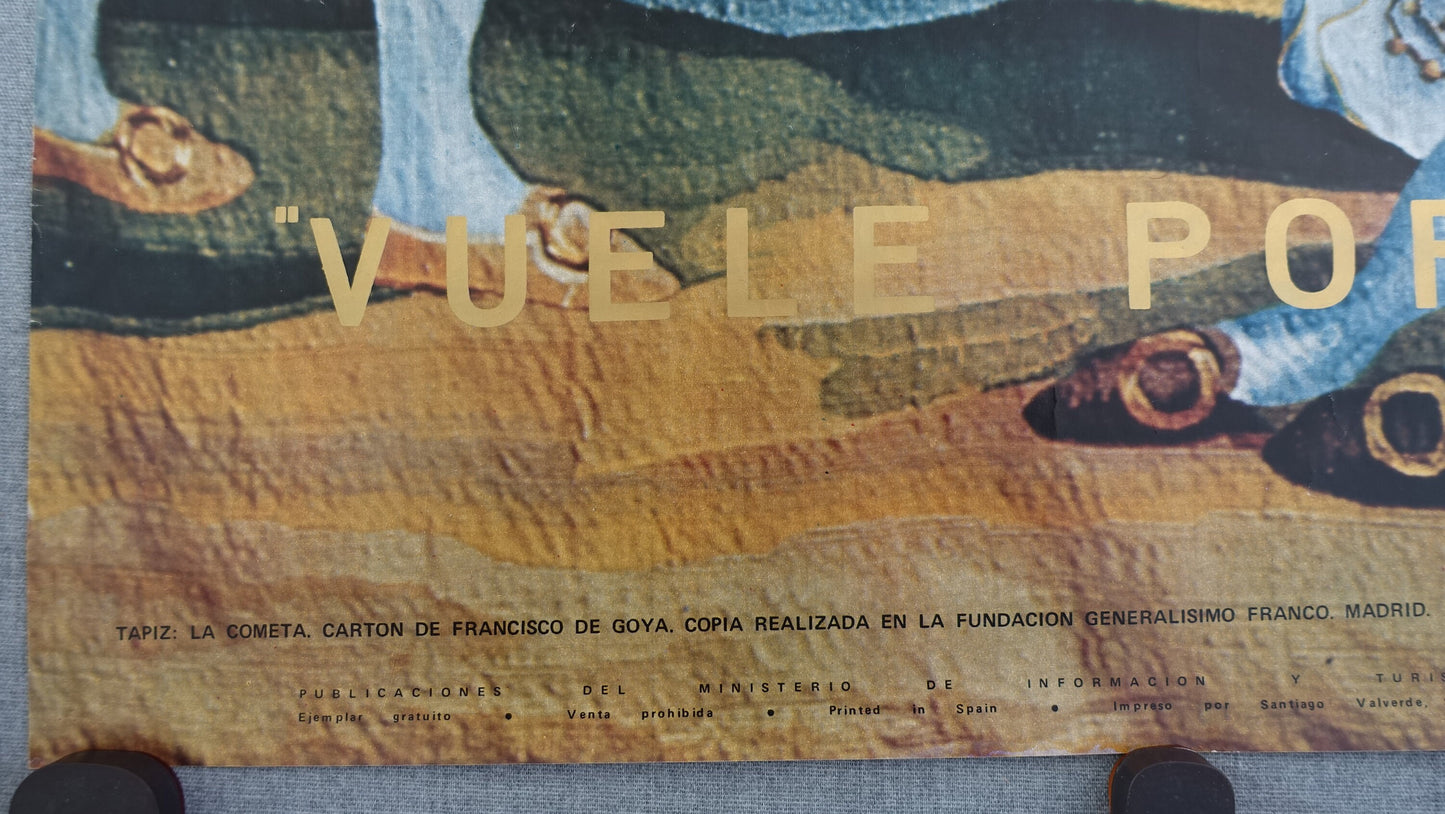 "VUELE POR
TAPIZ: LA COMETA. CARTON DE FRANCISCO DE GOYA. COPIA REALIZADA EN LA FUNDACION GENERALISIMO FRANCO. MADRID.
PUBLICACIONES DEL MINISTERIO DE INFORMACION Y TURIS
Ejemplar gratuito • Venta prohibida • Printed in Spain • Impreso por Santiago Valverde,